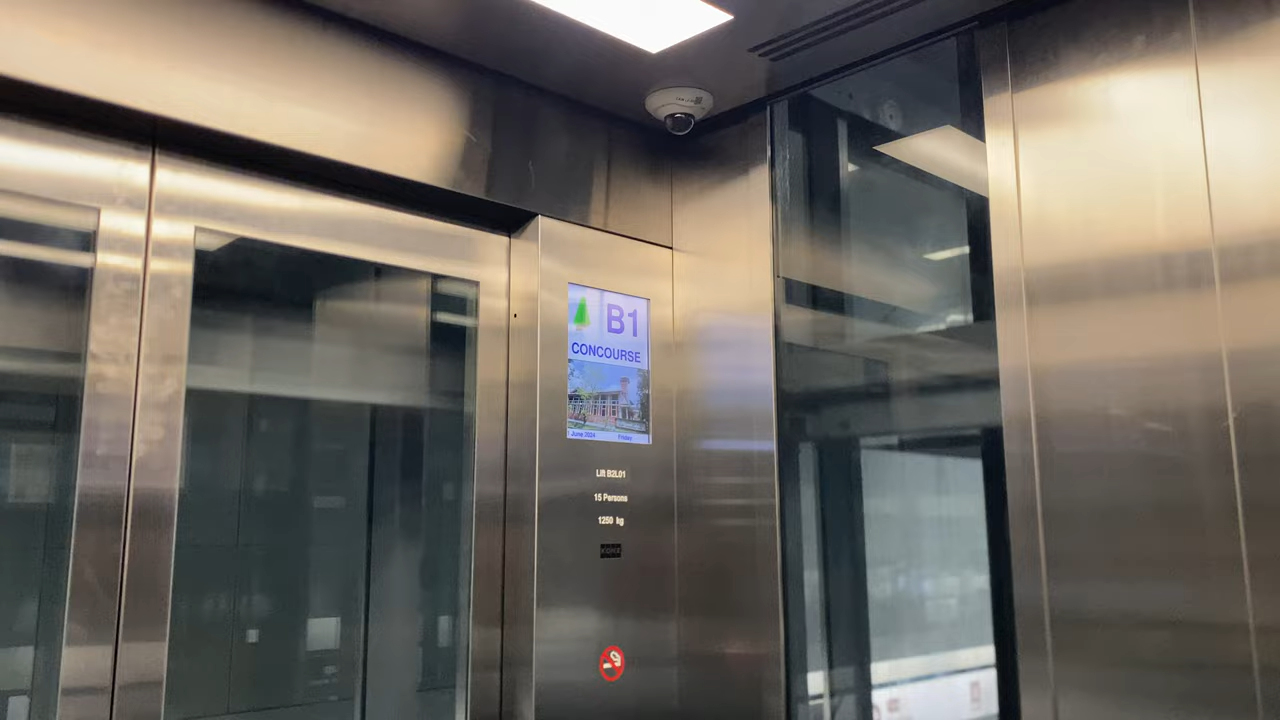 B1
CONCOURSE
June 2024 Friday
Lift B2L01
15 Persons
1250 kg
KONE